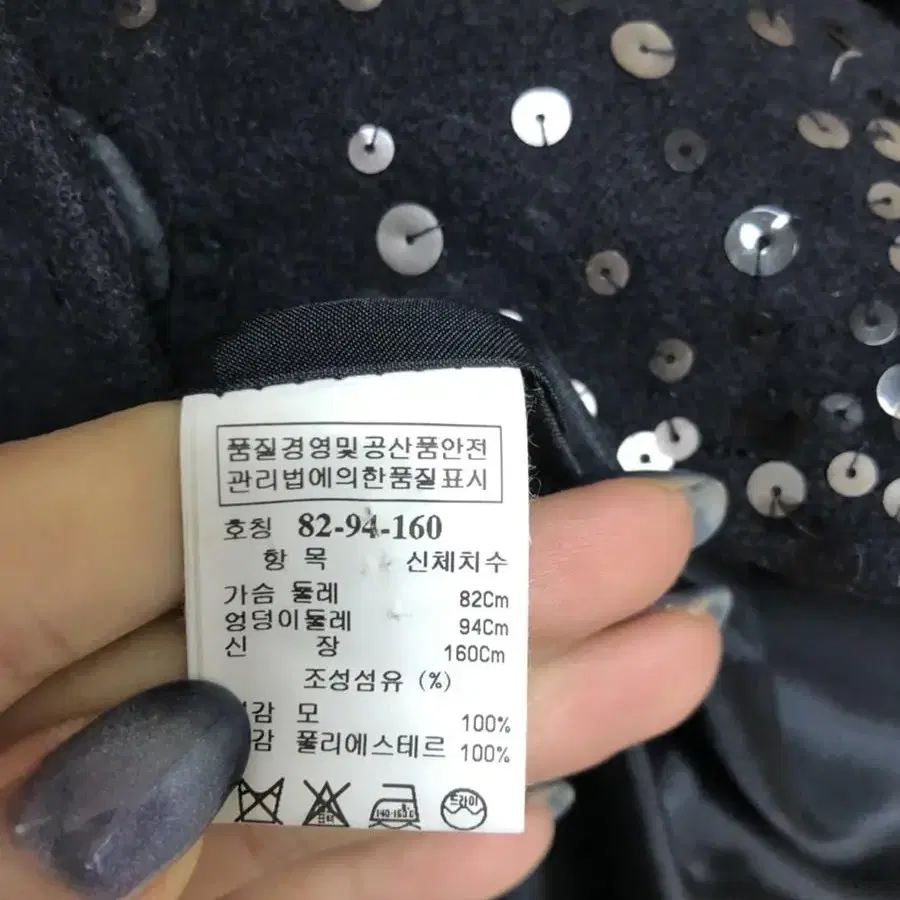 품질경영및공산품안전
관리법에의한품질표시
호칭 82-94-160
항 목 신체치수
가슴 둘레 82Cm
엉덩이둘레 94Cm
신 장 160Cm
조성섬유 (%)
감 모 100%
감 폴리에스테르 100%
140-160℃ 드라이